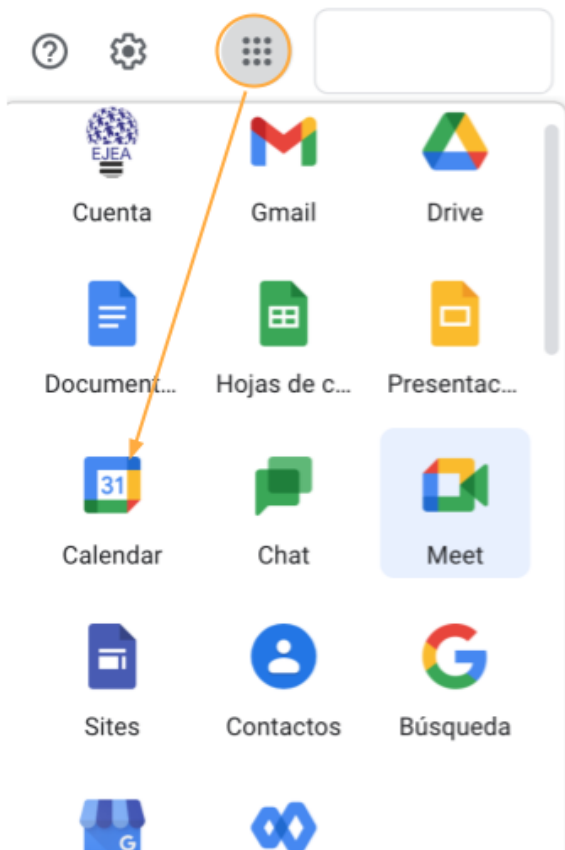 EJEA
Cuenta Gmail Drive
Document... Hojas de c... Presentac...
31
Calendar Chat Meet
Sites Contactos Búsqueda
G